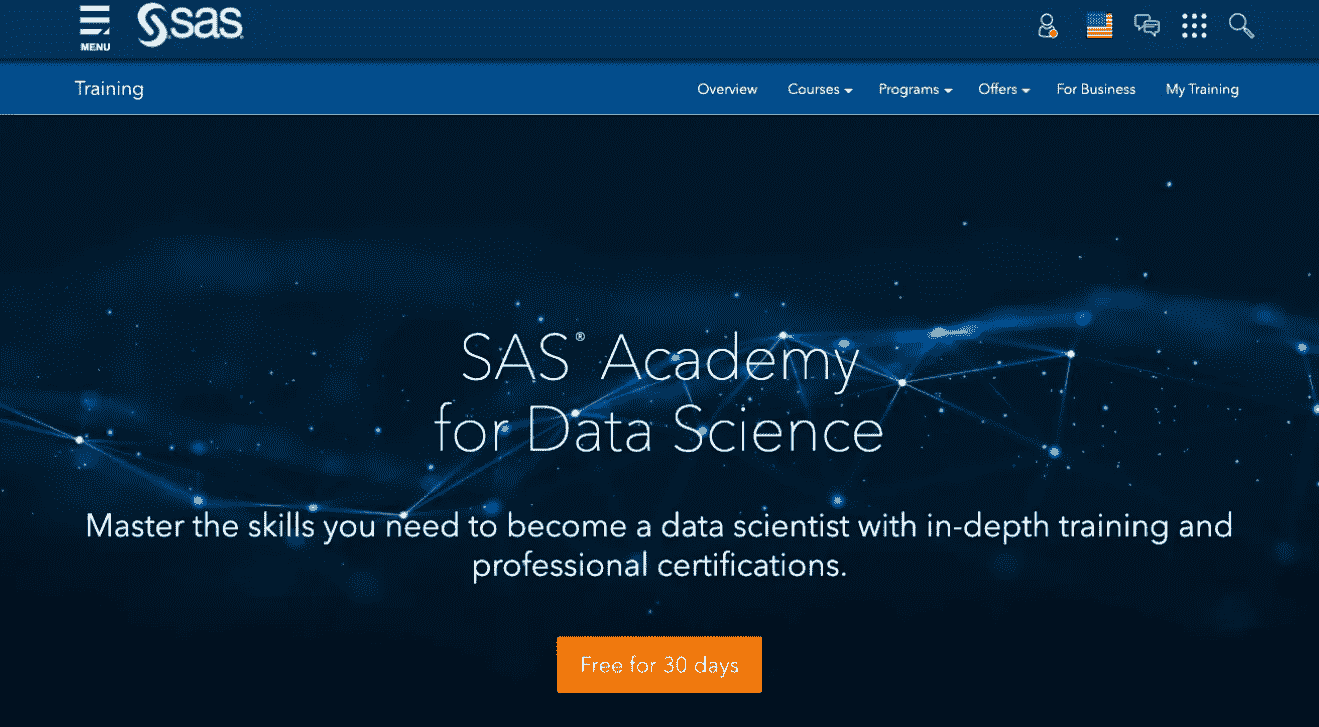 MENU
sas
Training
Overview
Courses
Programs
Offers
For Business
My Training
SAS® Academy
for Data Science
Master the skills you need to become a data scientist with in-depth training and
professional certifications.
Free for 30 days